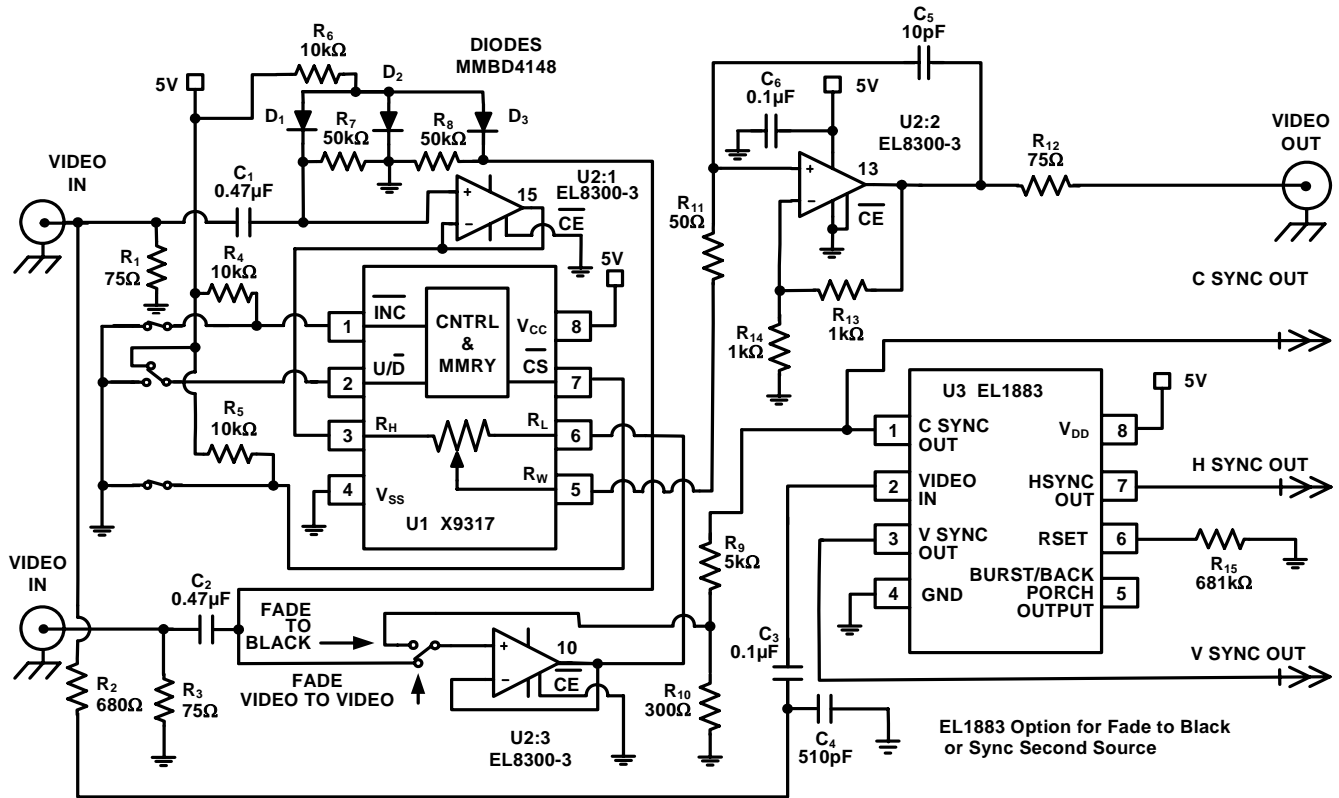 R6
10kΩ
DIODES
MMBD4148
5V
D2
D1
D3
R7
50kΩ
R8
50kΩ
VIDEO
IN
C1
0.47µF
U2:1
EL8300-3
15
+
−
CE
R1
75Ω
R4
10kΩ
5V
1
INC
CNTRL
&
MMRY
VCC
8
2
U/D
CS
7
R5
10kΩ
3
RH
RL
6
4
VSS
RW
5
U1 X9317
VIDEO
IN
C2
0.47µF
FADE
TO
BLACK
FADE
VIDEO TO VIDEO
+
−
10
CE
U2:3
EL8300-3
R2
680Ω
R3
75Ω
C5
10pF
C6
0.1µF
5V
U2:2
EL8300-3
+
−
13
CE
R11
50Ω
R12
75Ω
VIDEO
OUT
R13
1kΩ
R14
1kΩ
C SYNC OUT
R9
5kΩ
R10
300Ω
U3 EL1883
5V
1
C SYNC
OUT
VDD
8
2
VIDEO
IN
HSYNC
OUT
7
H SYNC OUT
3
V SYNC
OUT
RSET
6
R15
681kΩ
4
GND
BURST/BACK
PORCH
OUTPUT
5
C3
0.1µF
V SYNC OUT
C4
510pF
EL1883 Option for Fade to Black
or Sync Second Source